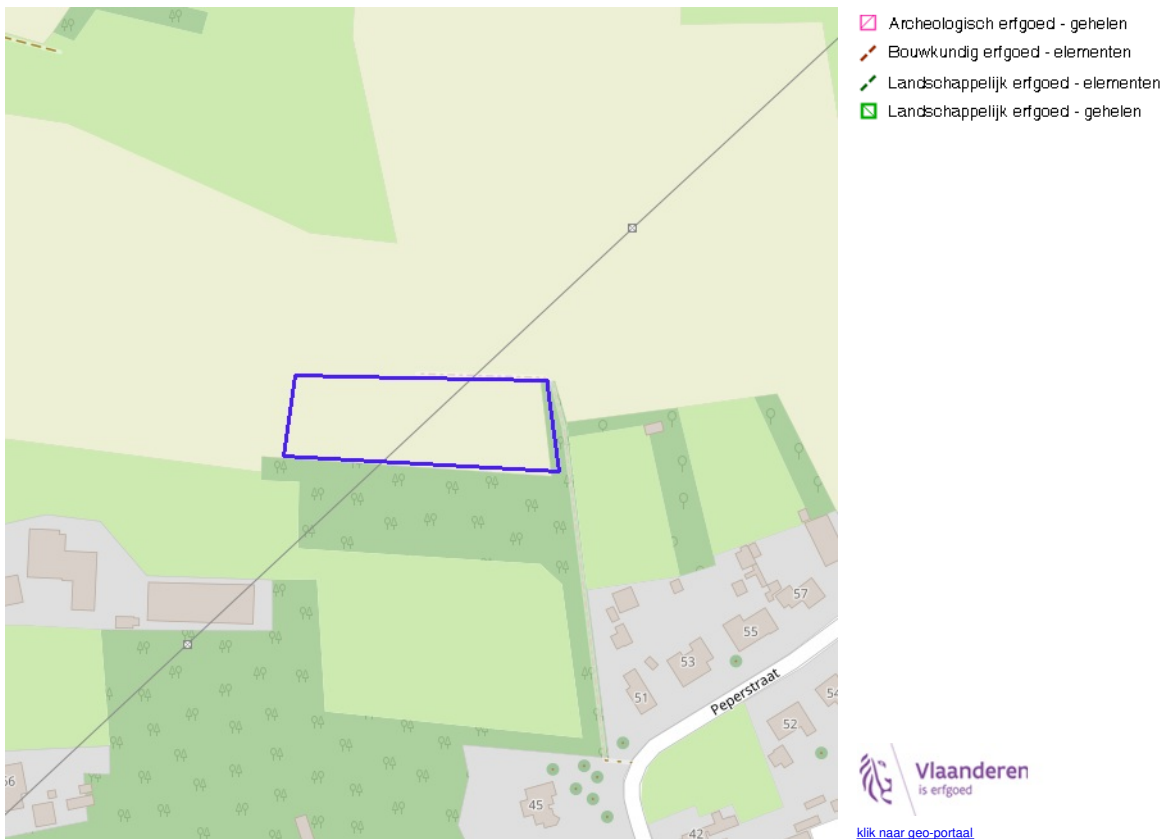 Archeologisch erfgoed - gehelen
Bouwkundig erfgoed - elementen
Landschappelijk erfgoed - elementen
Landschappelijk erfgoed - gehelen
57
55
53
51
Peperstraat
54
52
56
45
42
Vlaanderen
is erfgoed
klik naar geo-portaal